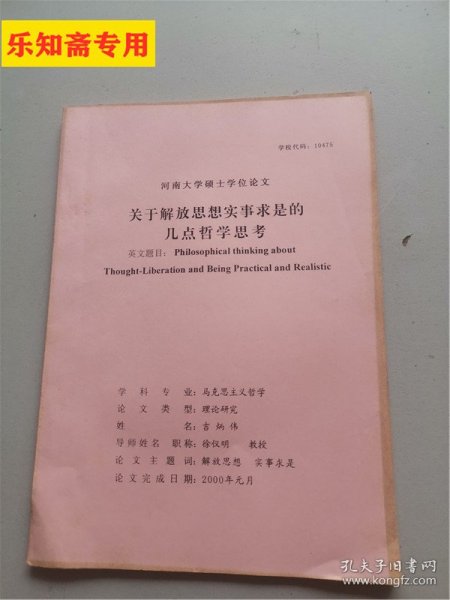 乐知斋专用
学校代码：10475
河南大学硕士学位论文
关于解放思想实事求是的
几点哲学思考
英文题目：Philosophical thinking about
Thought-Liberation and Being Practical and Realistic
学科专业：马克思主义哲学
论文类型：理论研究
姓名：吉炳伟
导师姓名 职称：徐仪明 教授
论文主题词：解放思想 实事求是
论文完成日期：2000年元月
孔夫子旧书网
www.kongfz.com